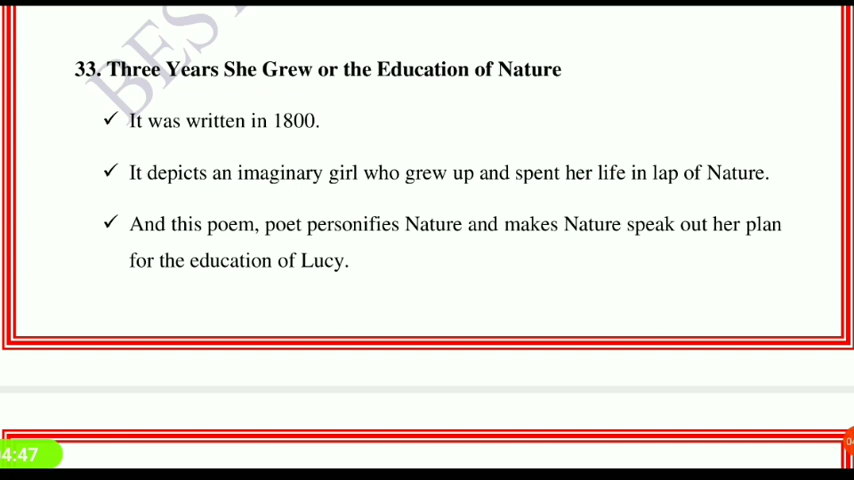 BEST
33. Three Years She Grew or the Education of Nature
✓ It was written in 1800.
✓ It depicts an imaginary girl who grew up and spent her life in lap of Nature.
✓ And this poem, poet personifies Nature and makes Nature speak out her plan
for the education of Lucy.
4:47